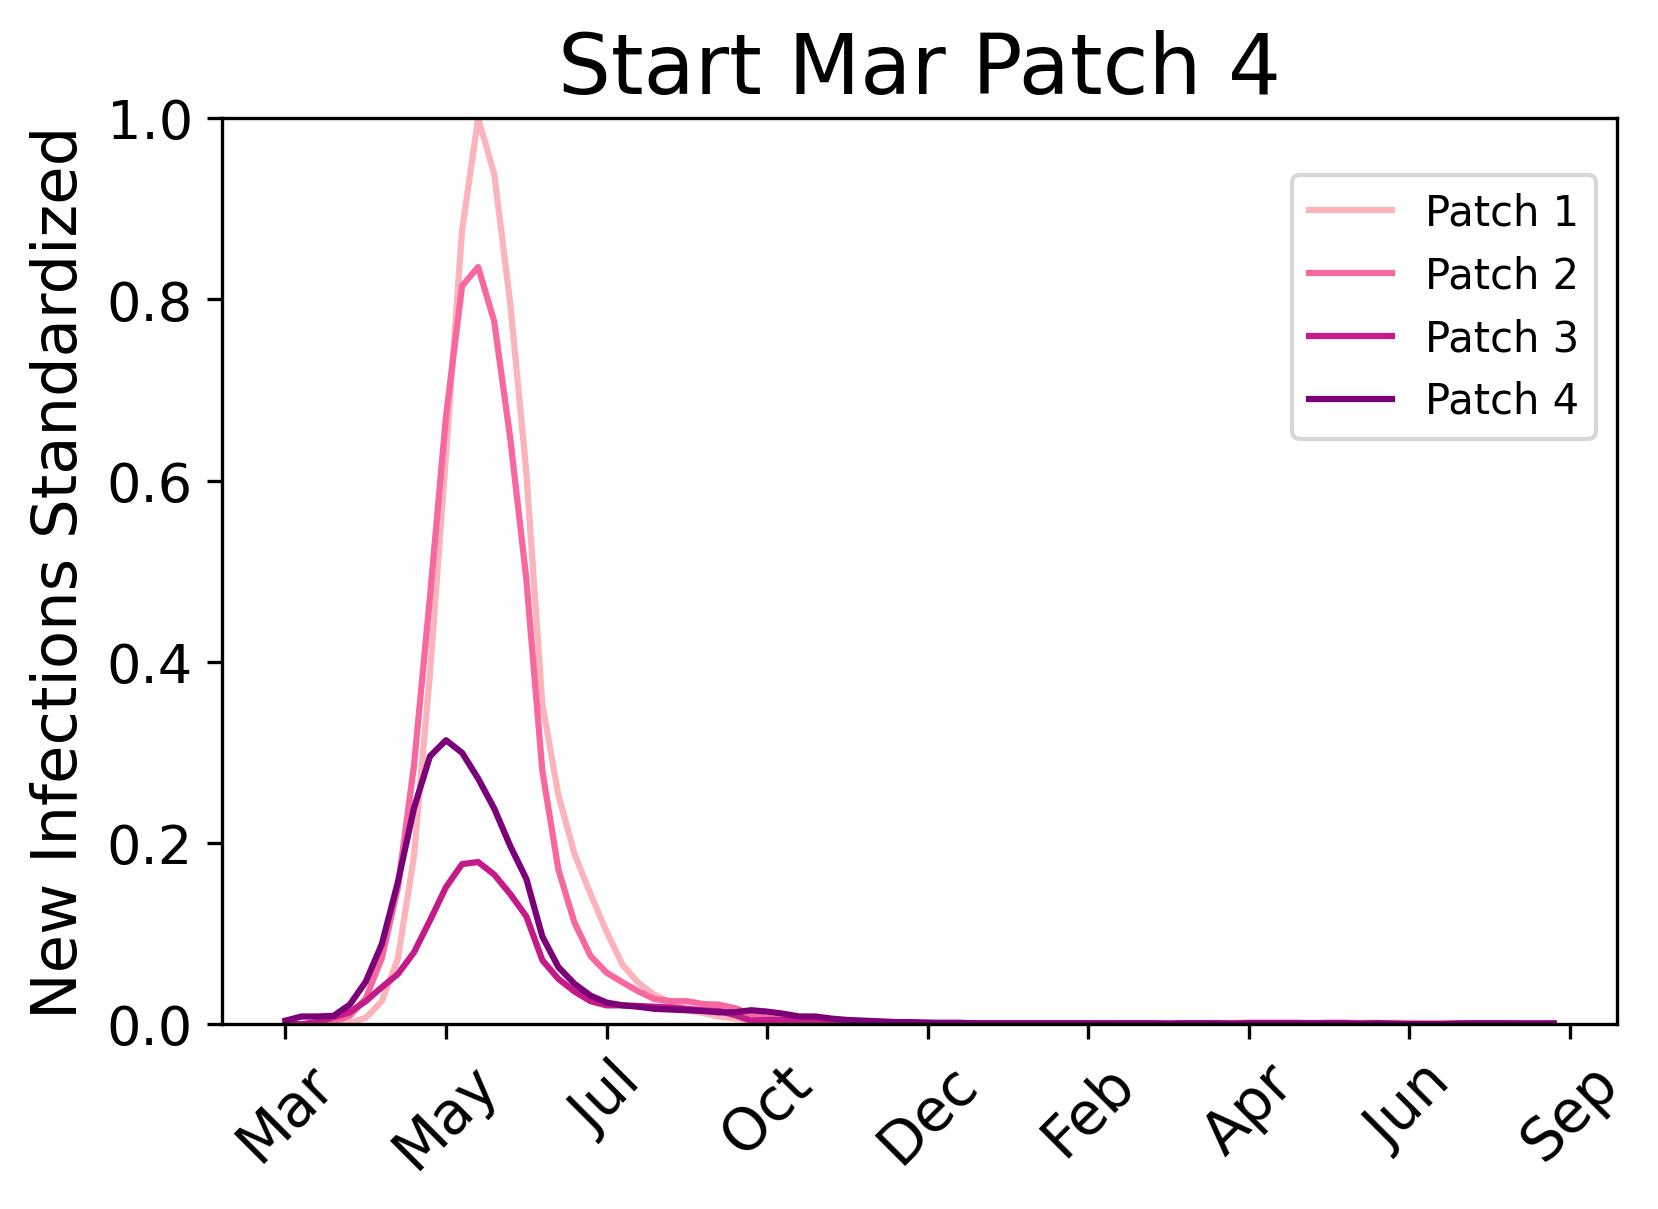 Start Mar Patch 4
New Infections Standardized
1.0
0.8
0.6
0.4
0.2
0.0
Patch 1
Patch 2
Patch 3
Patch 4
Mar
May
Jul
Oct
Dec
Feb
Apr
Jun
Sep